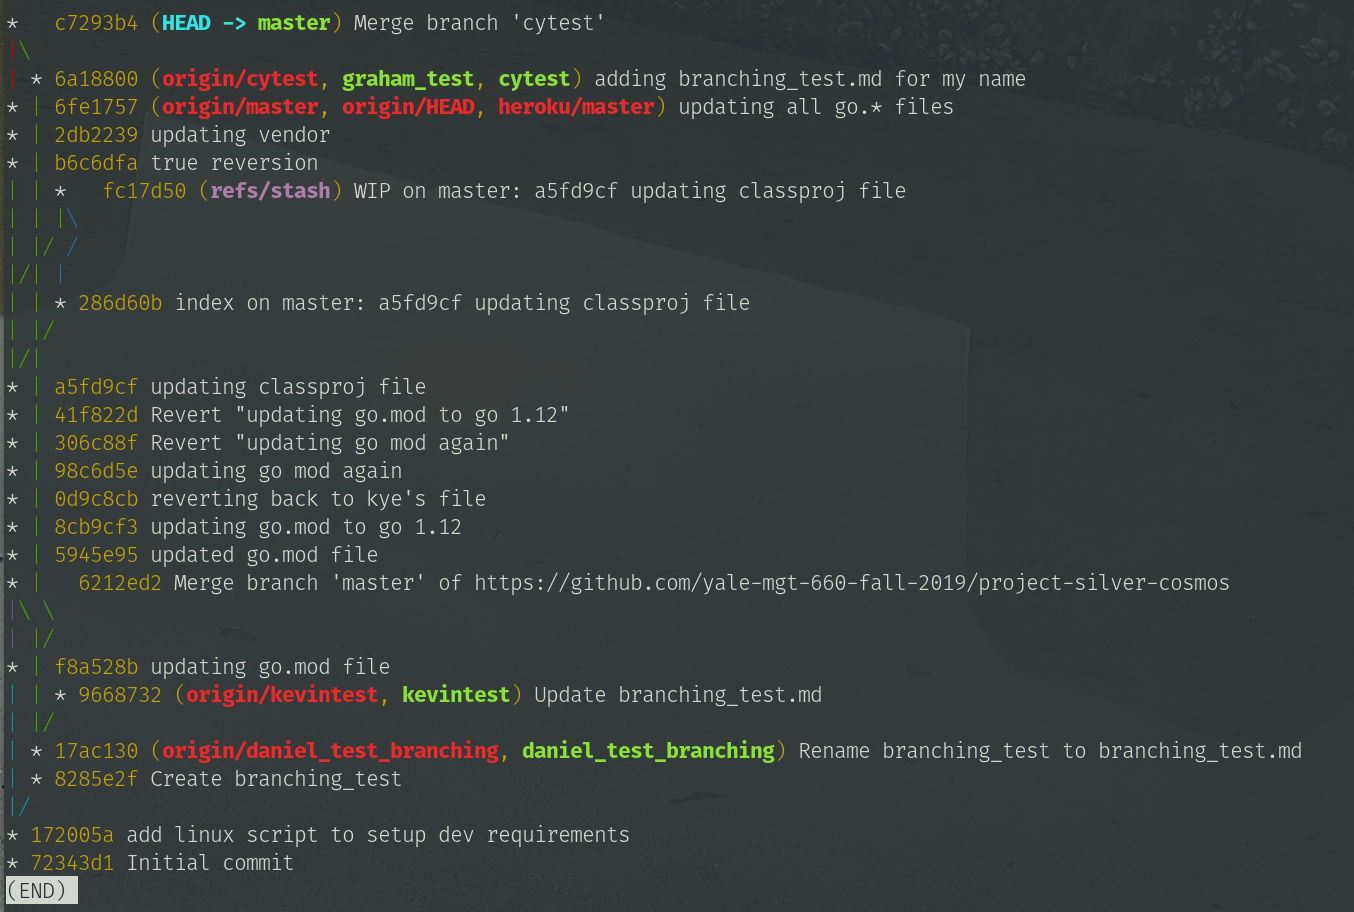 *   c7293b4 (HEAD -> master) Merge branch 'cytest'
|\
| * 6a18800 (origin/cytest, graham_test, cytest) adding branching_test.md for my name
* | 6fe1757 (origin/master, origin/HEAD, heroku/master) updating all go.* files
* | 2db2239 updating vendor
* | b6c6dfa true reversion
| | *   fc17d50 (refs/stash) WIP on master: a5fd9cf updating classproj file
| | |\
| |/ /
|/| |
| | * 286d60b index on master: a5fd9cf updating classproj file
| |/
|/|
* | a5fd9cf updating classproj file
* | 41f822d Revert "updating go.mod to go 1.12"
* | 306c88f Revert "updating go mod again"
* | 98c6d5e updating go mod again
* | 0d9c8cb reverting back to kye's file
* | 8cb9cf3 updating go.mod to go 1.12
* | 5945e95 updated go.mod file
* |   6212ed2 Merge branch 'master' of https://github.com/yale-mgt-660-fall-2019/project-silver-cosmos
|\ \
| |/
* | f8a528b updating go.mod file
| | * 9668732 (origin/kevintest, kevintest) Update branching_test.md
| |/
| * 17ac130 (origin/daniel_test_branching, daniel_test_branching) Rename branching_test to branching_test.md
| * 8285e2f Create branching_test
|/
* 172005a add linux script to setup dev requirements
* 72343d1 Initial commit
(END)